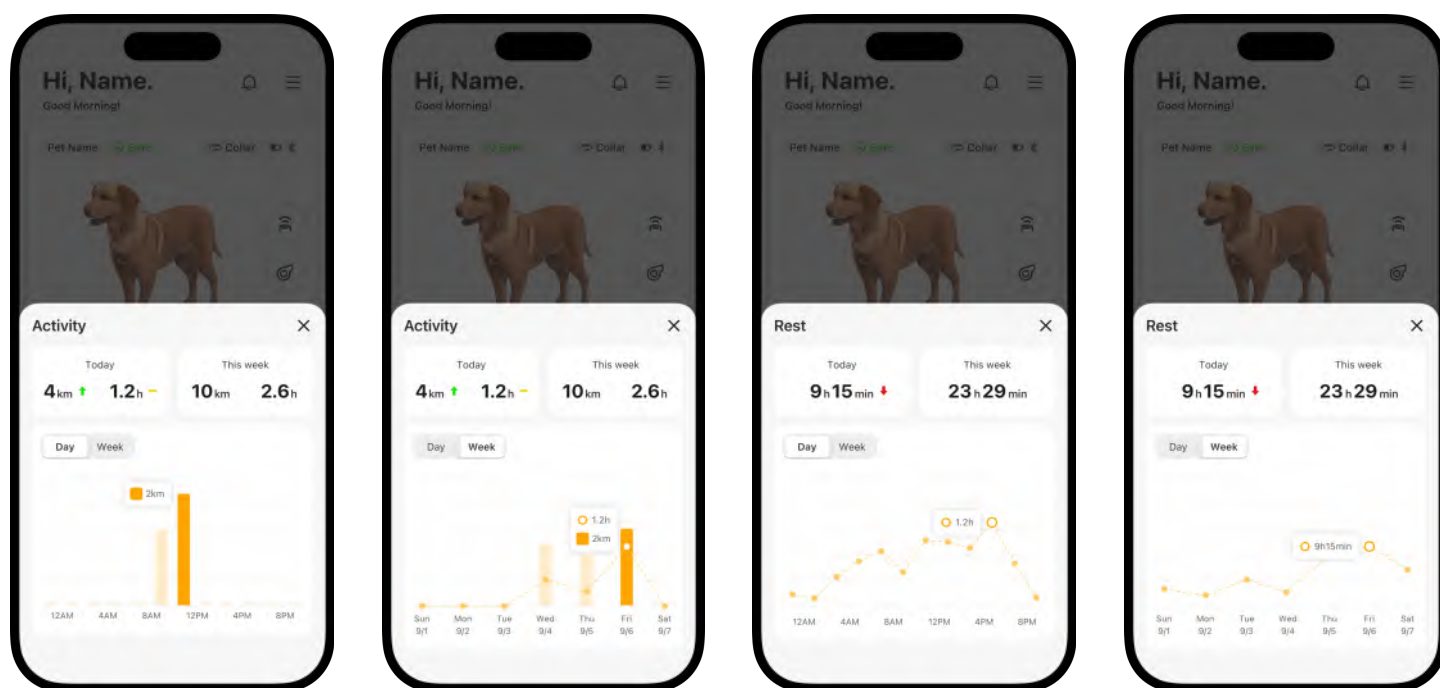 Hi, Name.
Good Morning!
Pet Name Safe Collar
Activity
Today
4km 1.2h
This week
10km 2.6h
Day Week
2km
12AM 4AM 8AM 12PM 4PM 8PM
Hi, Name.
Good Morning!
Pet Name Safe Collar
Activity
Today
4km 1.2h
This week
10km 2.6h
Day Week
1.2h
2km
Sun Mon Tue Wed Thu Fri Sat
9/1 9/2 9/3 9/4 9/5 9/6 9/7
Hi, Name.
Good Morning!
Pet Name Safe Collar
Rest
Today
9h15min
This week
23h29min
Day Week
1.2h
12AM 4AM 8AM 12PM 4PM 8PM
Hi, Name.
Good Morning!
Pet Name Safe Collar
Rest
Today
9h15min
This week
23h29min
Day Week
9h15min
Sun Mon Tue Wed Thu Fri Sat
9/1 9/2 9/3 9/4 9/5 9/6 9/7